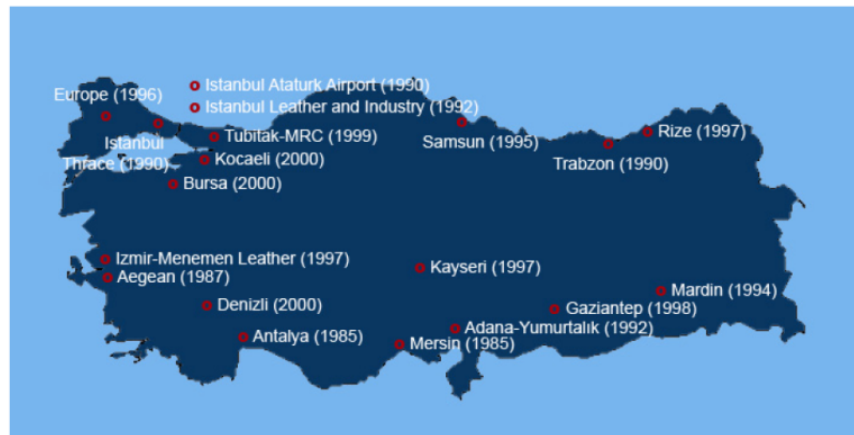 Istanbul Ataturk Airport (1990)
Europe (1996)
Istanbul Leather and Industry (1992)
Tubitak-MRC (1999)
Istanbul
Thrace (1990)
Samsun (1995)
Rize (1997)
Trabzon (1990)
Kocaeli (2000)
Bursa (2000)
Izmir-Menemen Leather (1997)
Aegean (1987)
Kayseri (1997)
Mardin (1994)
Denizli (2000)
Gaziantep (1998)
Adana-Yumurtalık (1992)
Antalya (1985)
Mersin (1985)